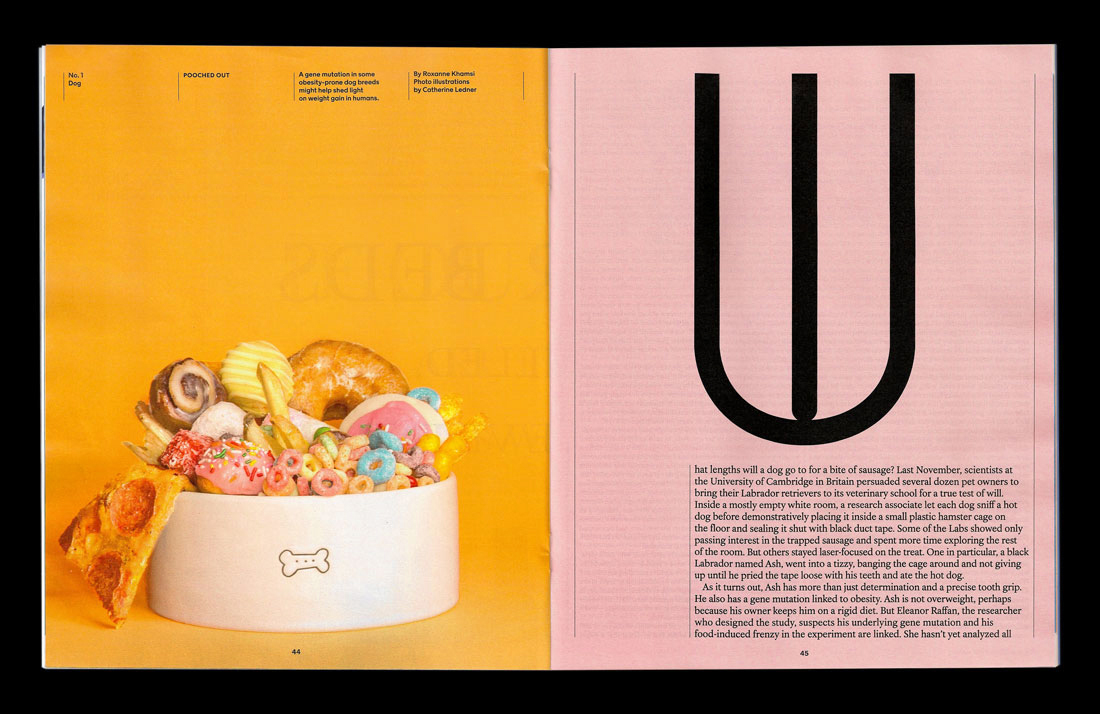 No. 1
Dog
POOCHED OUT
A gene mutation in some
obesity-prone dog breeds
might help shed light
on weight gain in humans.
By Roxanne Khamsi
Photo illustrations
by Catherine Ledner
44
W
hat lengths will a dog go to for a bite of sausage? Last November, scientists at
the University of Cambridge in Britain persuaded several dozen pet owners to
bring their Labrador retrievers to its veterinary school for a true test of will.
Inside a mostly empty white room, a research associate let each dog sniff a hot
dog before demonstratively placing it inside a small plastic hamster cage on
the floor and sealing it shut with black duct tape. Some of the Labs showed only
passing interest in the trapped sausage and spent more time exploring the rest
of the room. But others stayed laser-focused on the treat. One in particular, a black
Labrador named Ash, went into a tizzy, banging the cage around and not giving
up until he pried the tape loose with his teeth and ate the hot dog.
As it turns out, Ash has more than just determination and a precise tooth grip.
He also has a gene mutation linked to obesity. Ash is not overweight, perhaps
because his owner keeps him on a rigid diet. But Eleanor Raffan, the researcher
who designed the study, suspects his underlying gene mutation and his
food-induced frenzy in the experiment are linked. She hasn't yet analyzed all
45